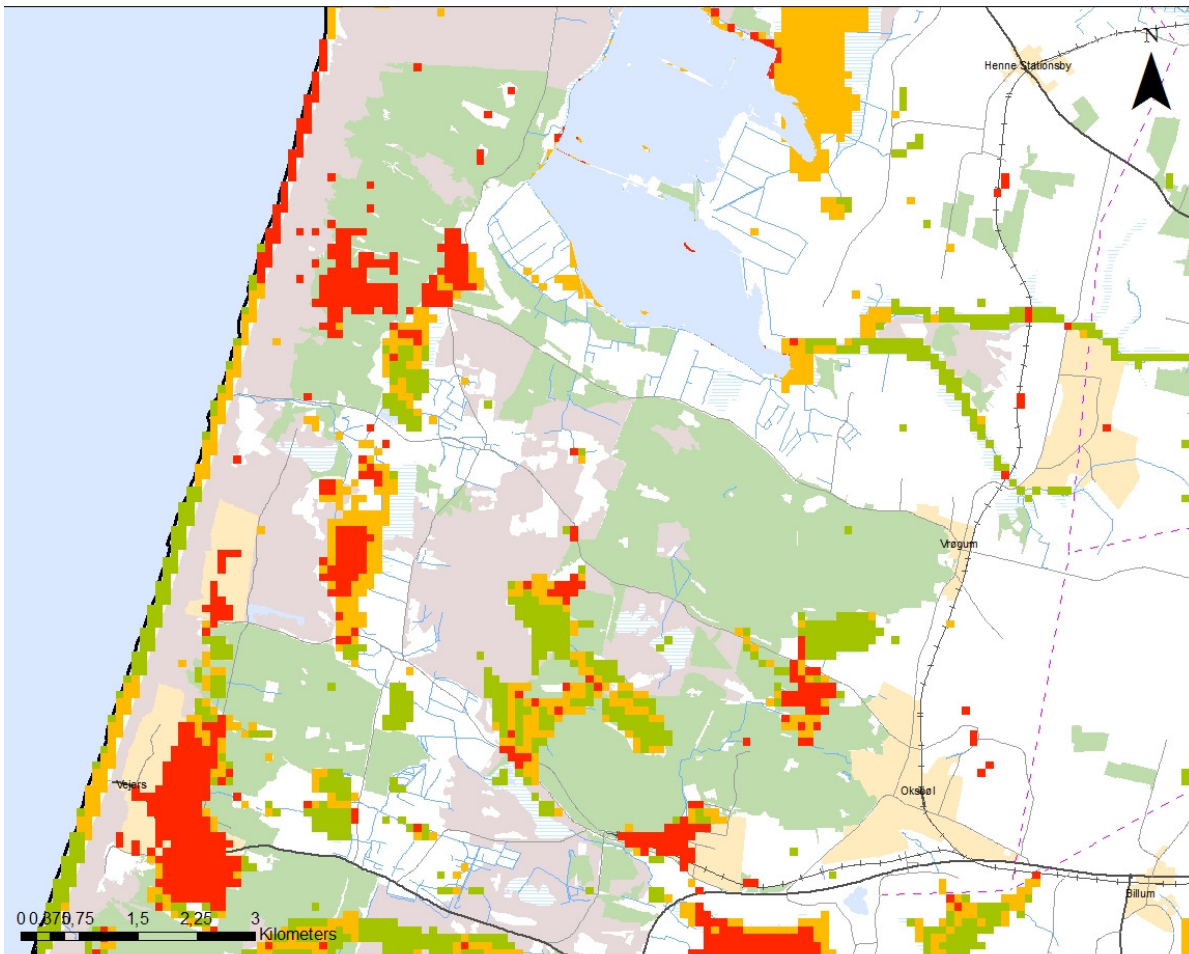 N
Henne Stationsby
Vrøgum
Vejers
Oksbøl
Billum
0 0,375 0,75 1,5 2,25 3
Kilometers